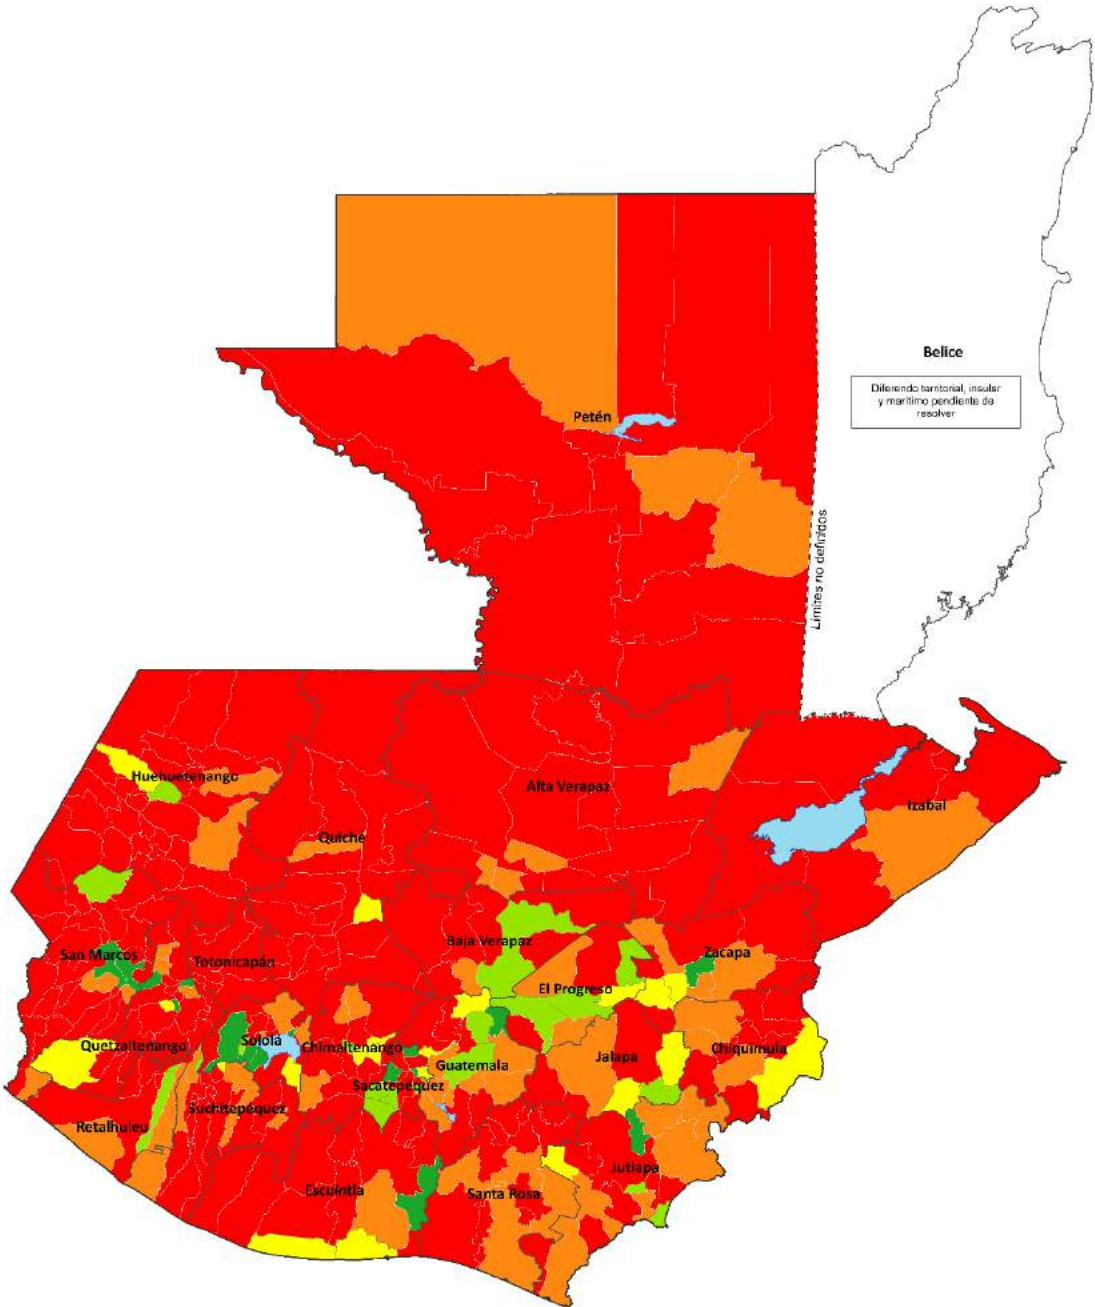 Belice
Diferendo territorial, insular
y marítimo pendiente de
resolver
Petén
Límites no definidos
Huehuetenango
Alta Verapaz
Izabal
Quiché
Baja Verapaz
San Marcos
Totonicapán
Zacapa
El Progreso
Quetzaltenango
Sololá
Chimaltenango
Guatemala
Jalapa
Chiquimula
Sacatepéquez
Suchitepéquez
Retalhuleu
Jutiapa
Escuintla
Santa Rosa